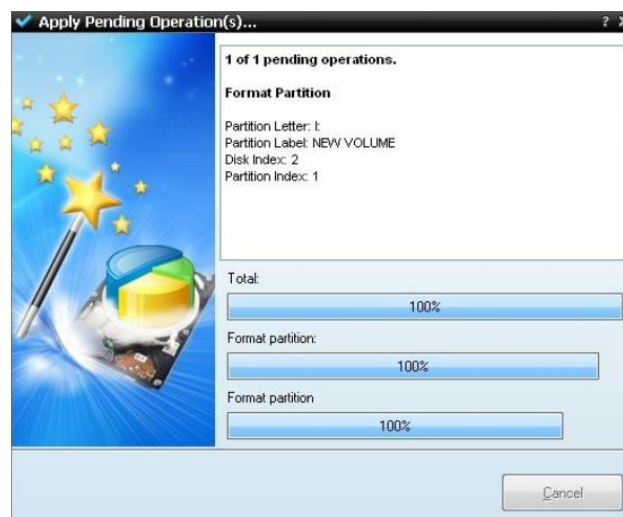 Apply Pending Operation(s)...
?
1 of 1 pending operations.
Format Partition
Partition Letter: I:
Partition Label: NEW VOLUME
Disk Index: 2
Partition Index: 1
Total:
100%
Format partition:
100%
Format partition
100%
Cancel